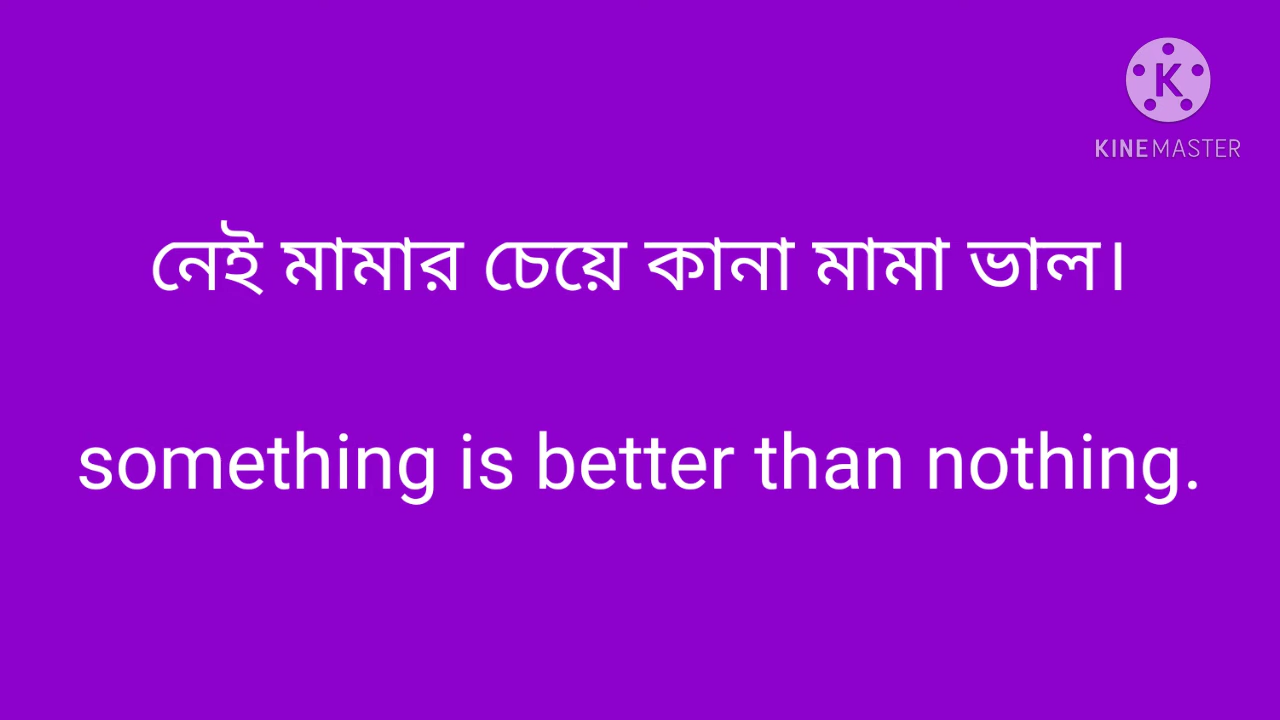 K
KINEMASTER
নেই মামার চেয়ে কানা মামা ভাল।
something is better than nothing.